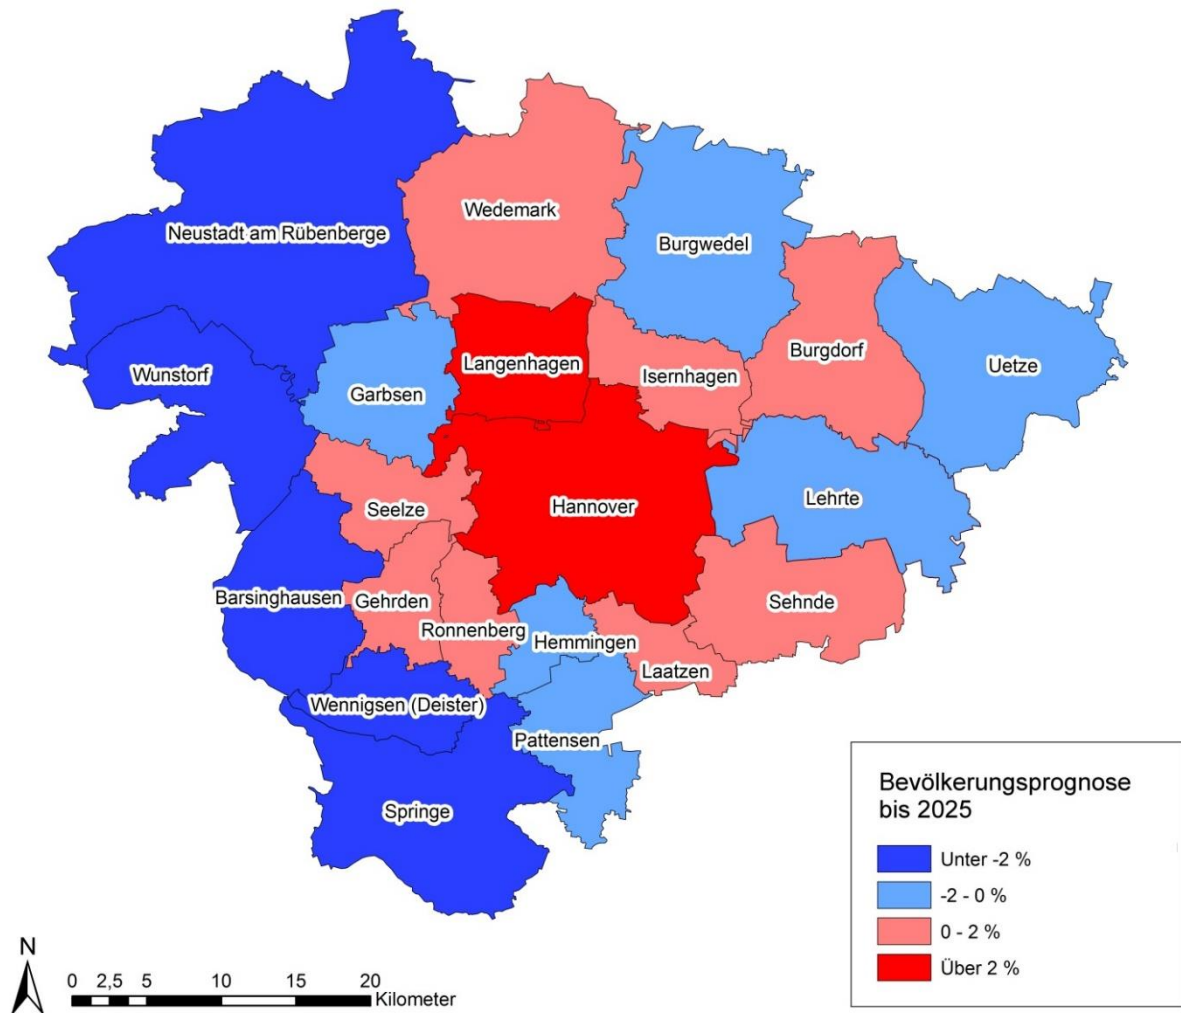 Wedemark
Neustadt am Rübenberge
Burgwedel
Langenhagen
Burgdorf
Wunstorf
Uetze
Isernhagen
Garbsen
Lehrte
Hannover
Seelze
Barsinghausen
Gehrden
Sehnde
Ronnenberg
Hemmingen
Laatzen
Wennigsen (Deister)
Pattensen
Springe
Bevölkerungsprognose
bis 2025
Unter -2 %
-2 - 0 %
0 - 2 %
Über 2 %
N
0 2,5 5 10 15 20
Kilometer